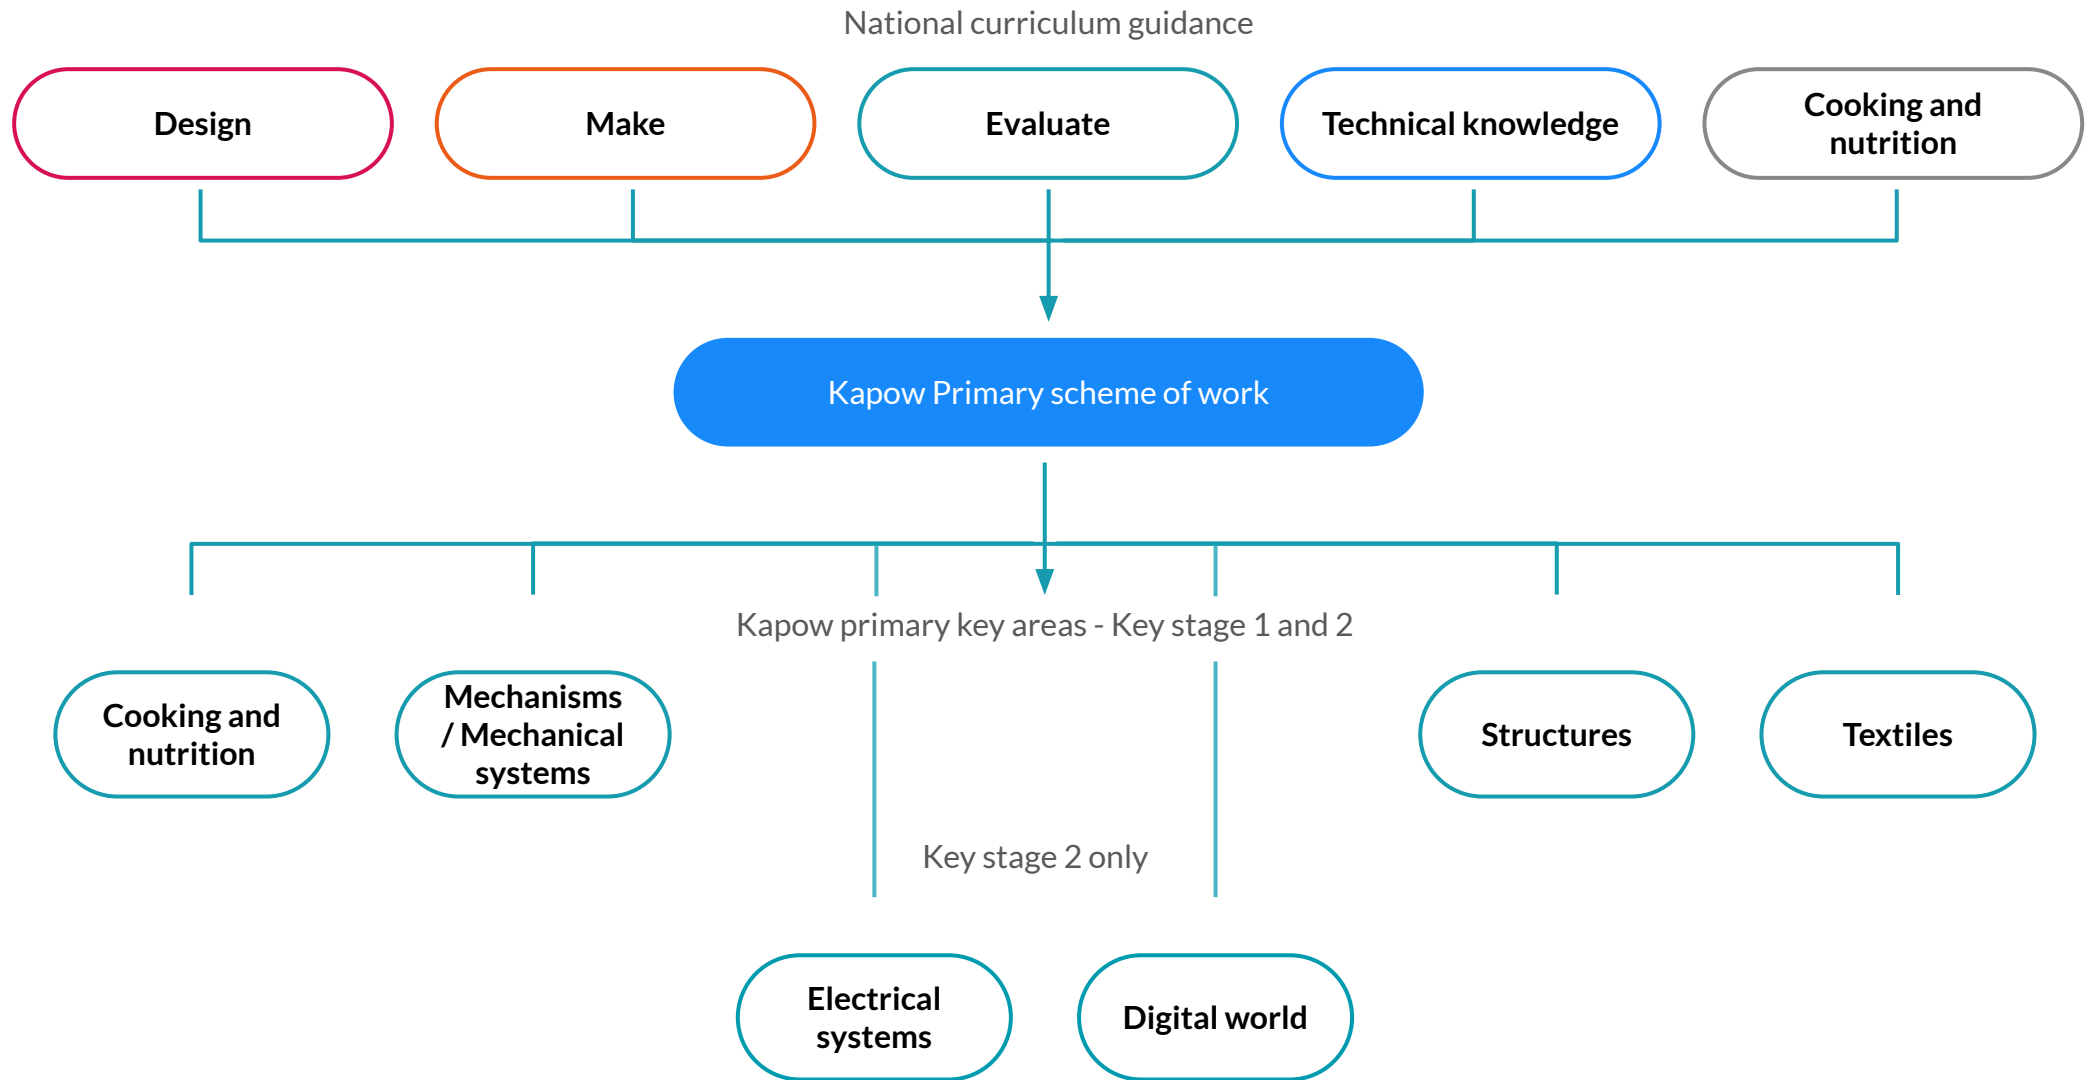 National curriculum guidance
Design
Make
Evaluate
Technical knowledge
Cooking and
nutrition
Kapow Primary scheme of work
Kapow primary key areas - Key stage 1 and 2
Cooking and
nutrition
Mechanisms
/ Mechanical
systems
Structures
Textiles
Key stage 2 only
Electrical
systems
Digital world